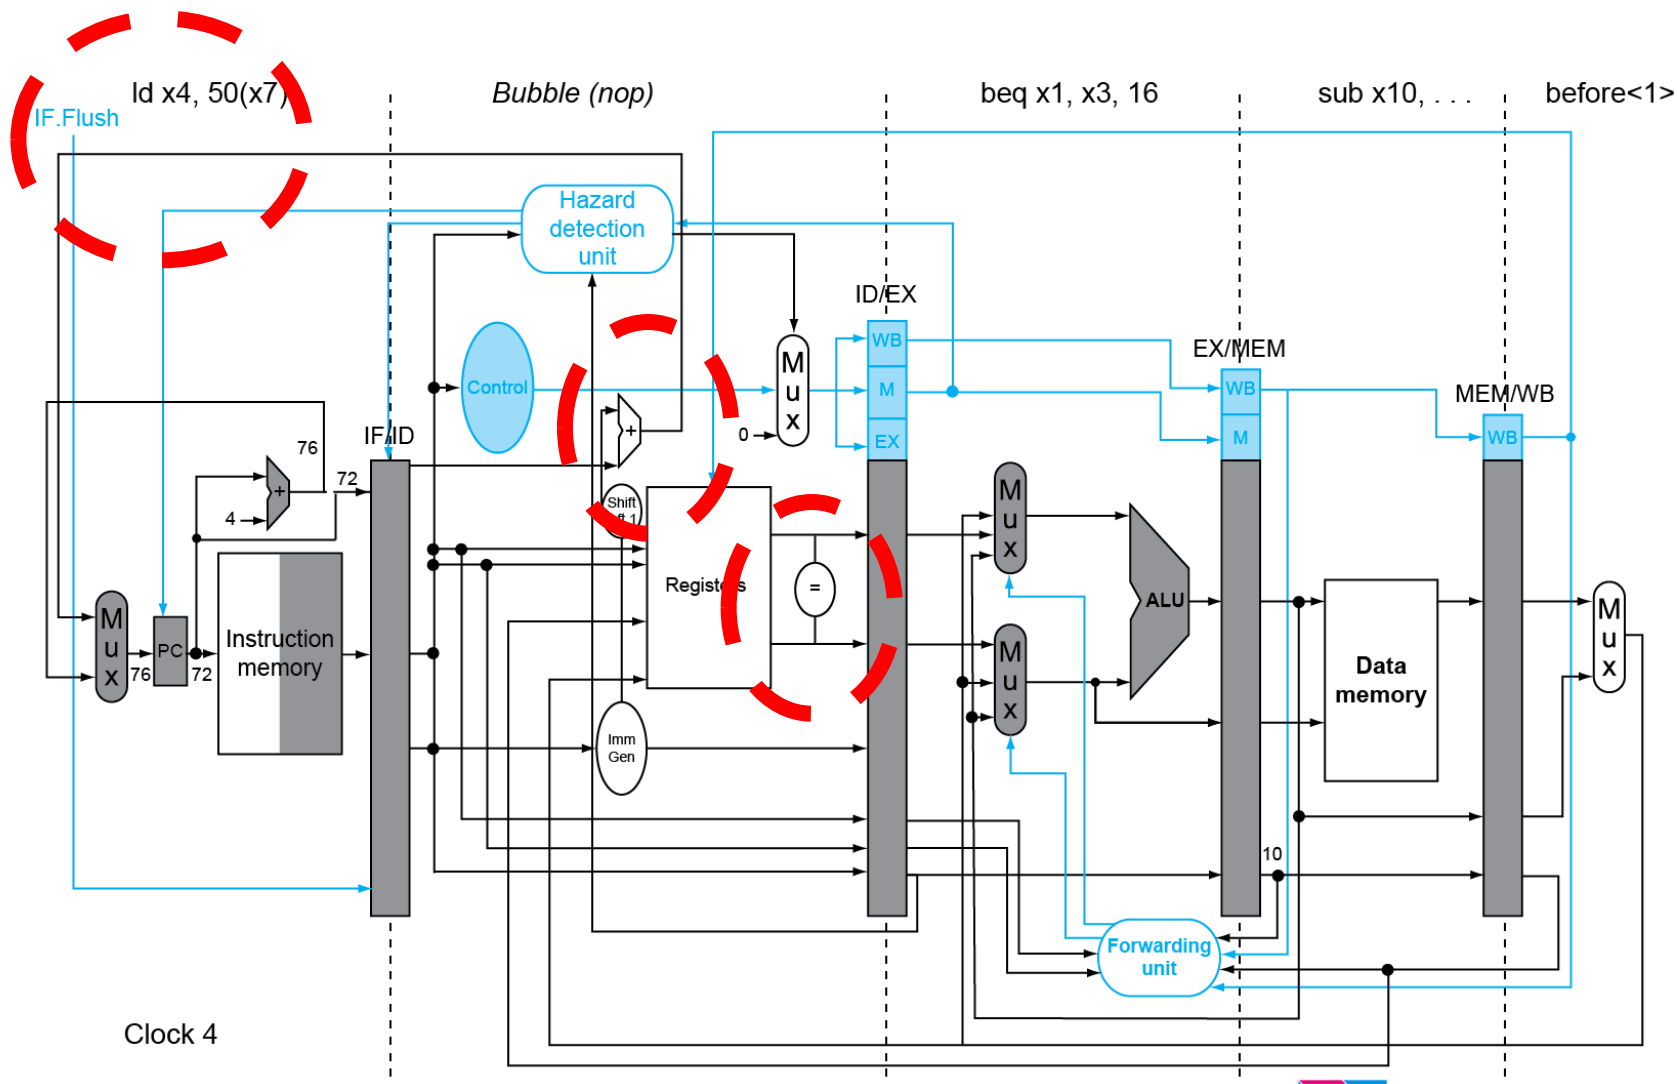 ld x4, 50(x7)
Bubble (nop)
beq x1, x3, 16
sub x10, . . .
before<1>
IF.Flush
Hazard
detection
unit
ID/EX
WB
M
EX
EX/MEM
WB
M
MEM/WB
WB
Control
M
u
x
0
+
IF/ID
76
72
+
4
Shift
M
u
x
Registers
=
M
u
x
76
PC
72
Instruction
memory
ALU
M
u
x
Data
memory
M
u
x
Imm
Gen
10
Forwarding
unit
Clock 4